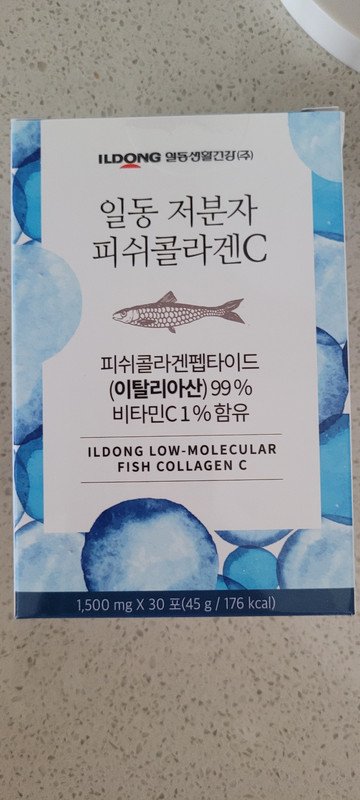 ILDONG 일동생활건강(주)
일동 저분자
피쉬콜라겐C
피쉬콜라겐펩타이드
(이탈리아산) 99 %
비타민C 1 % 함유
ILDONG LOW-MOLECULAR
FISH COLLAGEN C
1,500 mg X 30 포(45 g / 176 kcal)